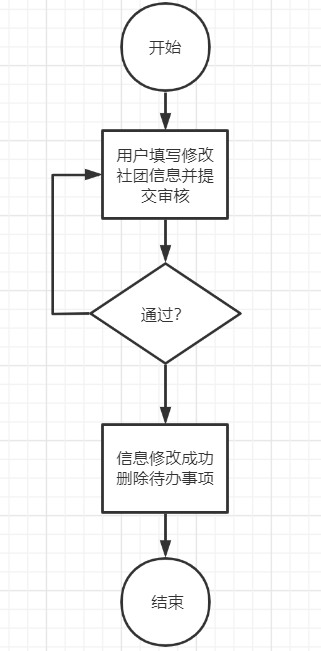 开始
用户填写修改
社团信息并提
交审核
通过？
信息修改成功
删除待办事项
结束